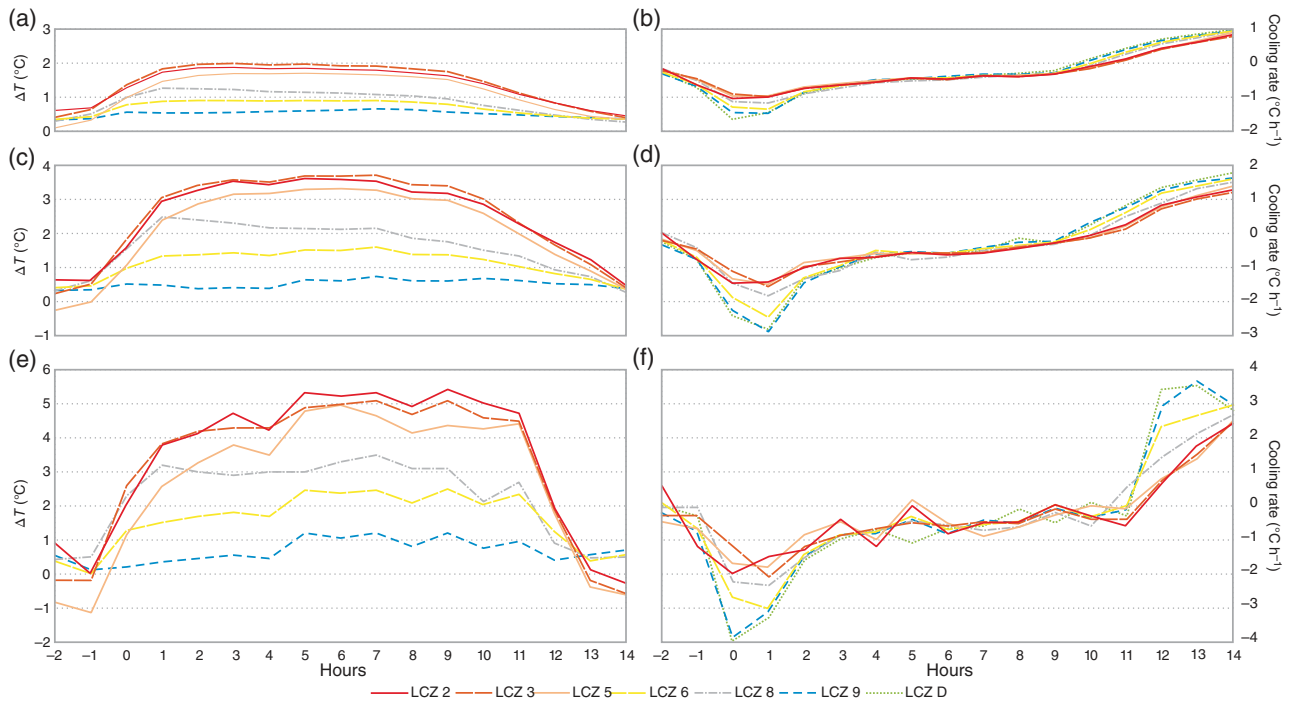 (a)
(b)
3
2
1
0
ΔT (°C)
1
0
−1
−2
Cooling rate (°C h−1)
(c)
(d)
4
3
2
1
0
−1
ΔT (°C)
2
1
0
−1
−2
−3
Cooling rate (°C h−1)
(e)
(f)
6
5
4
3
2
1
0
−1
−2
ΔT (°C)
4
3
2
1
0
−1
−2
−3
−4
Cooling rate (°C h−1)
−2 −1 0 1 2 3 4 5 6 7 8 9 10 11 12 13 14
Hours
−2 −1 0 1 2 3 4 5 6 7 8 9 10 11 12 13 14
Hours
LCZ 2 LCZ 3 LCZ 5 LCZ 6 LCZ 8 LCZ 9 LCZ D